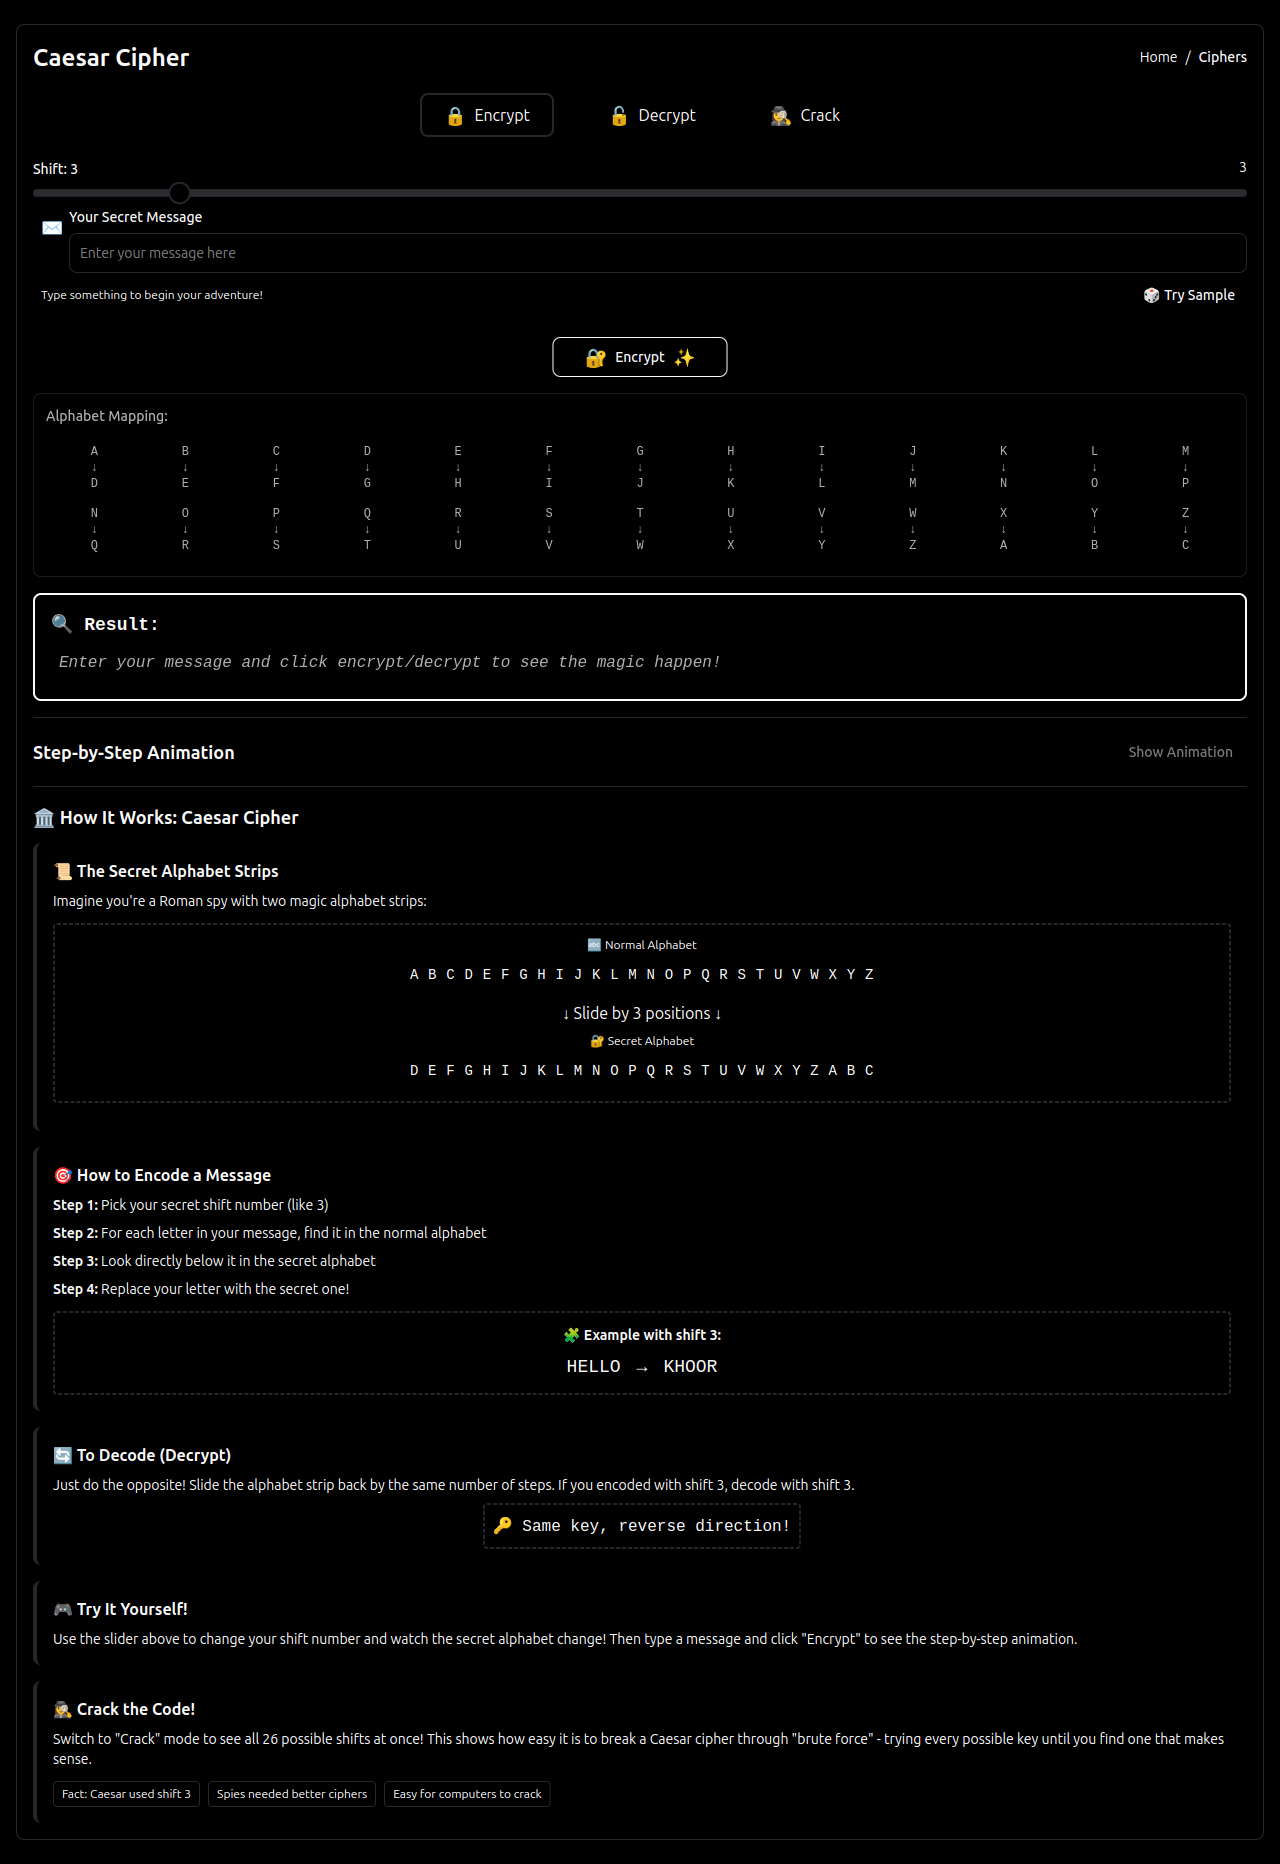 Caesar Cipher
Home / Ciphers
🔒 Encrypt 🔓 Decrypt 🕵️ Crack
Shift: 3 3
✉️ Your Secret Message
Enter your message here
Type something to begin your adventure! 🎲 Try Sample
🔐 Encrypt ✨
Alphabet Mapping:
A B C D E F G H I J K L M
↓ ↓ ↓ ↓ ↓ ↓ ↓ ↓ ↓ ↓ ↓ ↓ ↓
D E F G H I J K L M N O P
N O P Q R S T U V W X Y Z
↓ ↓ ↓ ↓ ↓ ↓ ↓ ↓ ↓ ↓ ↓ ↓ ↓
Q R S T U V W X Y Z A B C
🔍 Result:
Enter your message and click encrypt/decrypt to see the magic happen!
Step-by-Step Animation Show Animation
🏛️ How It Works: Caesar Cipher
📜 The Secret Alphabet Strips
Imagine you're a Roman spy with two magic alphabet strips:
🔤 Normal Alphabet
A B C D E F G H I J K L M N O P Q R S T U V W X Y Z
↓ Slide by 3 positions ↓
🔐 Secret Alphabet
D E F G H I J K L M N O P Q R S T U V W X Y Z A B C
🎯 How to Encode a Message
Step 1: Pick your secret shift number (like 3)
Step 2: For each letter in your message, find it in the normal alphabet
Step 3: Look directly below it in the secret alphabet
Step 4: Replace your letter with the secret one!
🧩 Example with shift 3:
HELLO → KHOOR
🔄 To Decode (Decrypt)
Just do the opposite! Slide the alphabet strip back by the same number of steps. If you encoded with shift 3, decode with shift 3.
🔑 Same key, reverse direction!
🎮 Try It Yourself!
Use the slider above to change your shift number and watch the secret alphabet change! Then type a message and click "Encrypt" to see the step-by-step animation.
🕵️ Crack the Code!
Switch to "Crack" mode to see all 26 possible shifts at once! This shows how easy it is to break a Caesar cipher through "brute force" - trying every possible key until you find one that makes
sense.
Fact: Caesar used shift 3 Spies needed better ciphers Easy for computers to crack